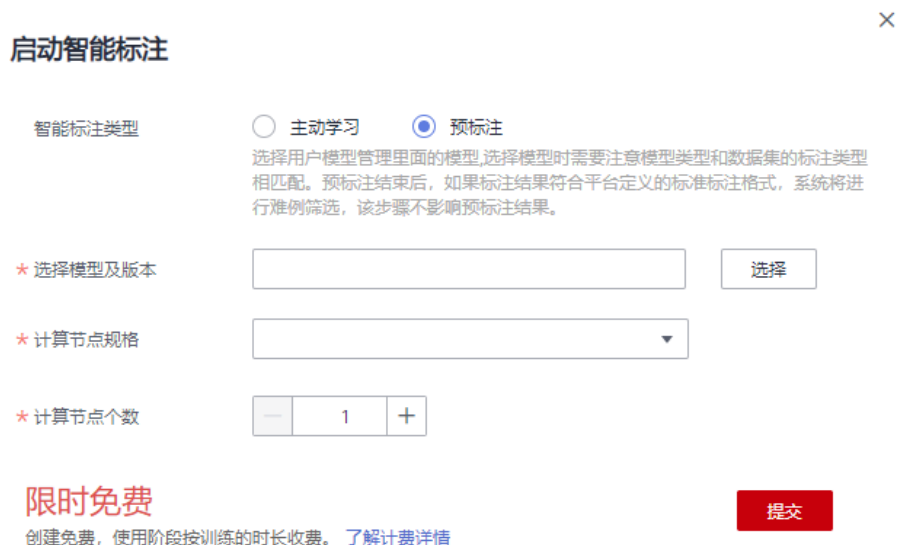 启动智能标注
智能标注类型 主动学习 预标注
选择用户模型管理里面的模型,选择模型时需要注意模型类型和数据集的标注类型
相匹配。预标注结束后，如果标注结果符合平台定义的标准标注格式，系统将进
行难例筛选，该步骤不影响预标注结果。
* 选择模型及版本 选择
* 计算节点规格
* 计算节点个数 1
限时免费
提交
创建免费，使用阶段按训练的时长收费。 了解计费详情